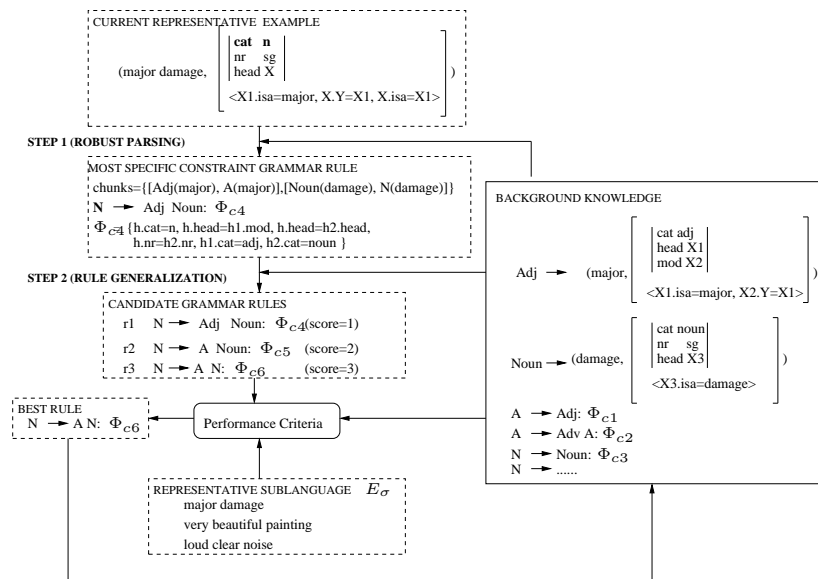 CURRENT REPRESENTATIVE EXAMPLE
cat n
nr sg
(major damage, head X )
<X1.isa=major, X.Y=X1, X.isa=X1>
STEP 1 (ROBUST PARSING)
MOST SPECIFIC CONSTRAINT GRAMMAR RULE
chunks={[Adj(major), A(major)],[Noun(damage), N(damage)]}
N → Adj Noun: Φc4
Φc4 {h.cat=n, h.head=h1.mod, h.head=h2.head,
h.nr=h2.nr, h1.cat=adj, h2.cat=noun }
STEP 2 (RULE GENERALIZATION)
CANDIDATE GRAMMAR RULES
r1 N → Adj Noun: Φc4 (score=1)
r2 N → A Noun: Φc5 (score=2)
r3 N → A N: Φc6 (score=3)
BEST RULE
N → A N: Φc6
Performance Criteria
REPRESENTATIVE SUBLANGUAGE Eσ
major damage
very beautiful painting
loud clear noise
BACKGROUND KNOWLEDGE
cat adj
head X1
Adj → (major, mod X2 )
<X1.isa=major, X2.Y=X1>
cat noun
nr sg
Noun → (damage, head X3 )
<X3.isa=damage>
A → Adj: Φc1
A → Adv A: Φc2
N → Noun: Φc3
N → ......